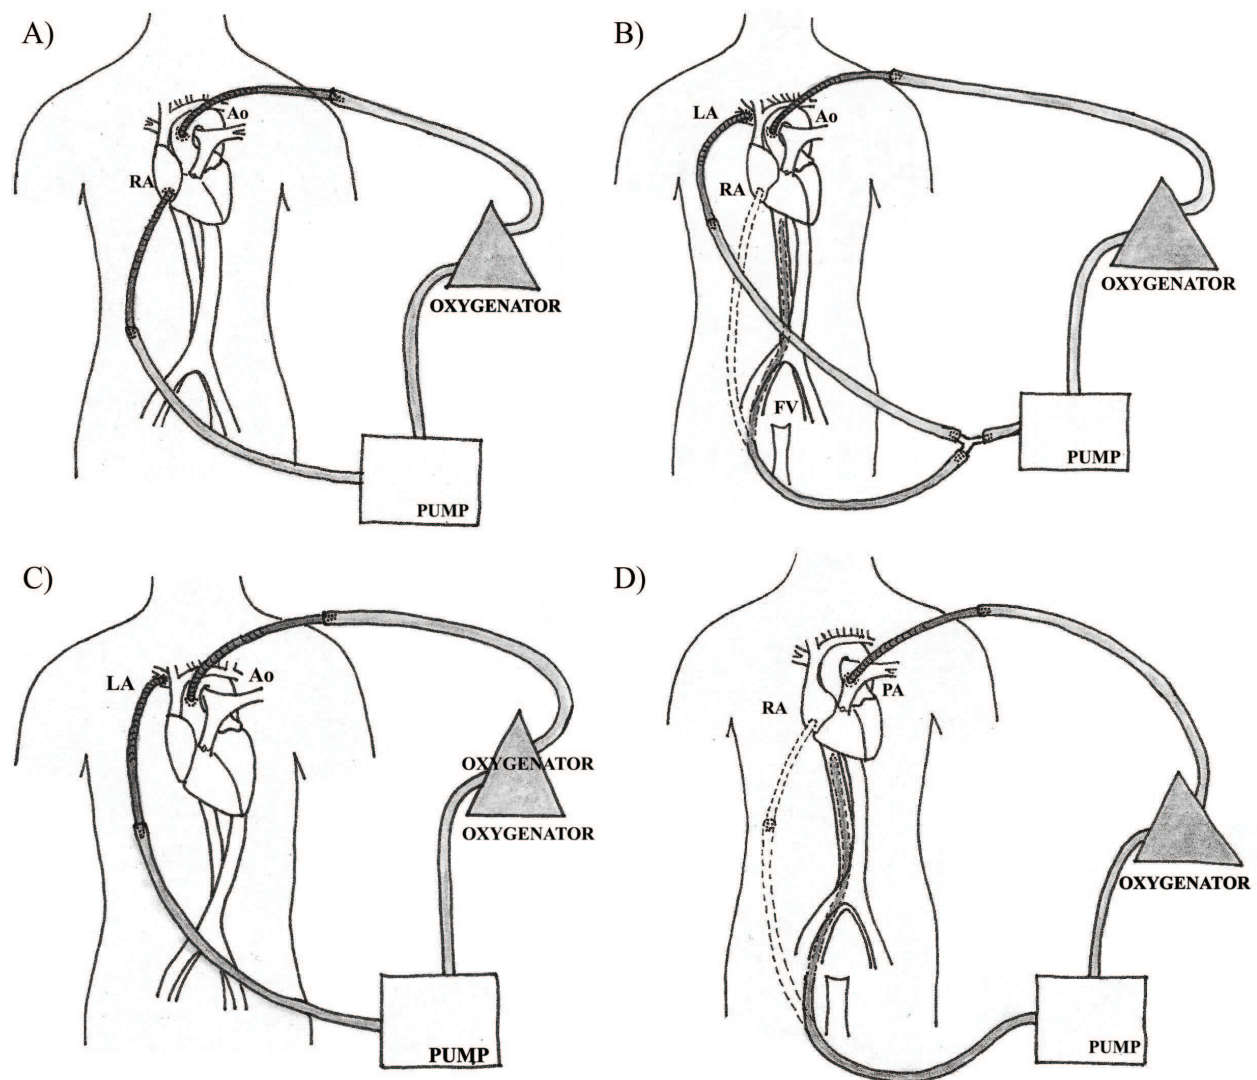 A)
Ao
RA
OXYGENATOR
PUMP
B)
LA
Ao
RA
OXYGENATOR
FV
PUMP
C)
LA
Ao
OXYGENATOR
OXYGENATOR
PUMP
D)
RA
PA
OXYGENATOR
PUMP